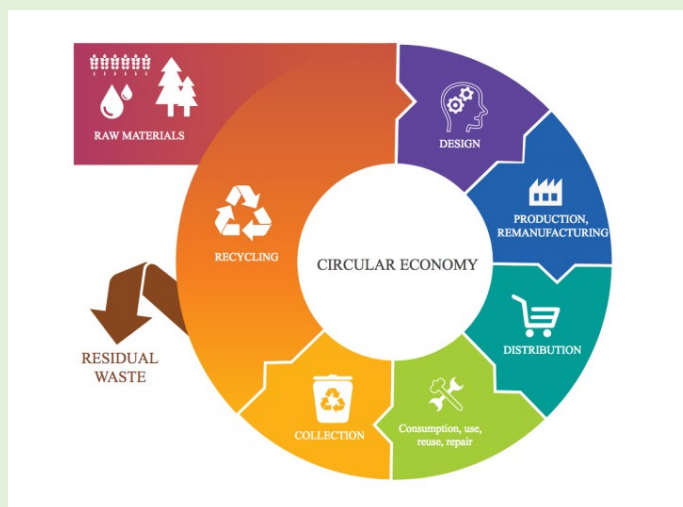 RAW MATERIALS
DESIGN
PRODUCTION,
REMANUFACTURING
DISTRIBUTION
Consumption, use,
reuse, repair
COLLECTION
RECYCLING
RESIDUAL
WASTE
CIRCULAR ECONOMY